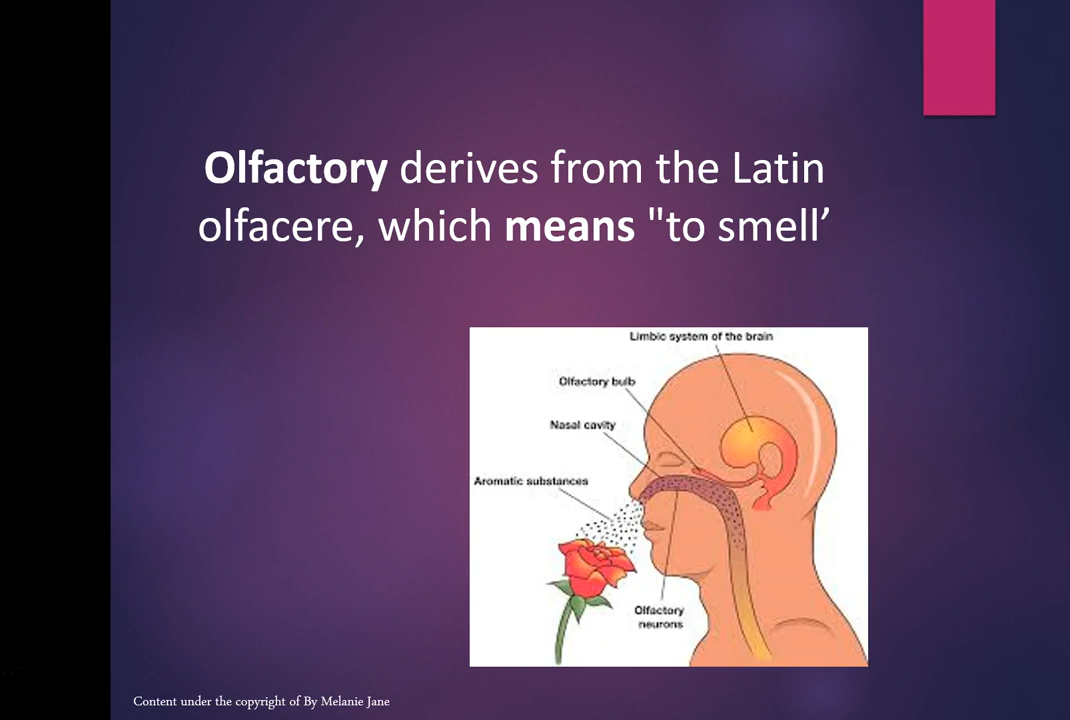 Olfactory derives from the Latin
olfacere, which means "to smell’
Limbic system of the brain
Olfactory bulb
Nasal cavity
Aromatic substances
Olfactory
neurons
Content under the copyright of By Melanie Jane